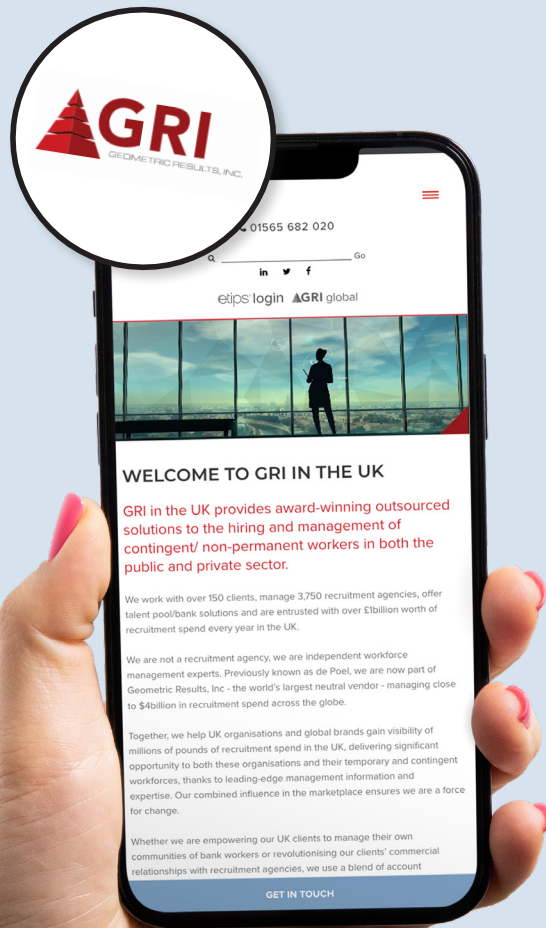 GRI
GEOMETRIC RESULTS, INC.
01565 682 020
Go
in f
etips login GRI global
WELCOME TO GRI IN THE UK
GRI in the UK provides award-winning outsourced
solutions to the hiring and management of
contingent/ non-permanent workers in both the
public and private sector.
We work with over 150 clients, manage 3,750 recruitment agencies, offer
talent pool/bank solutions and are entrusted with over £1billion worth of
recruitment spend every year in the UK.
We are not a recruitment agency, we are independent workforce
management experts. Previously known as de Poel, we are now part of
Geometric Results, Inc - the world's largest neutral vendor - managing close
to $4billion in recruitment spend across the globe.
Together, we help UK organisations and global brands gain visibility of
millions of pounds of recruitment spend in the UK, delivering significant
opportunity to both these organisations and their temporary and contingent
workforces, thanks to leading-edge management information and
expertise. Our combined influence in the marketplace ensures we are a force
for change.
Whether we are empowering our UK clients to manage their own
communities of bank workers or revolutionising our clients' commercial
relationships with recruitment agencies, we use a blend of account
GET IN TOUCH